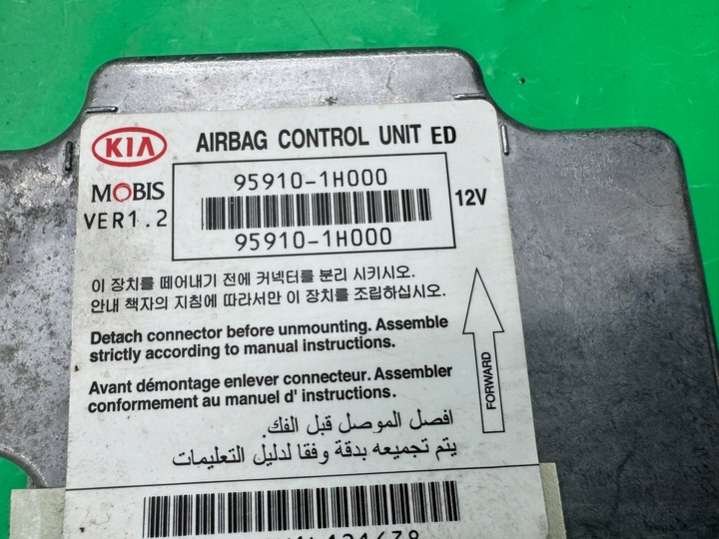 KIA
AIRBAG CONTROL UNIT ED
MOBIS
VER1.2
95910-1H000
95910-1H000
12V
이 장치를 떼어내기 전에 커넥터를 분리 시키시오.
안내 책자의 지침에 따라서만 이 장치를 조립하십시오.
Detach connector before unmounting. Assemble
strictly according to manual instructions.
Avant démontage enlever connecteur. Assembler
conformement au manuel d' instructions.
افصل الموصل قبل الفك.
يتم تجميعه بدقة وفقا لدليل التعليمات
FORWARD